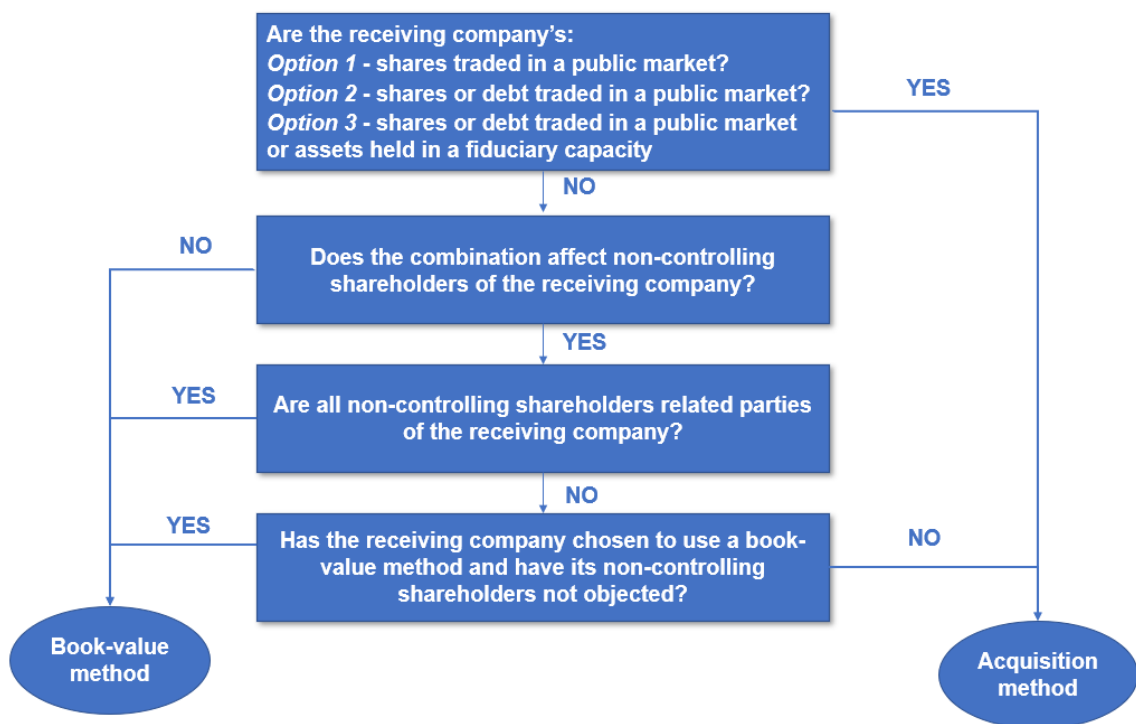 Are the receiving company’s:
Option 1 - shares traded in a public market?
Option 2 - shares or debt traded in a public market?
Option 3 - shares or debt traded in a public market
or assets held in a fiduciary capacity
YES
NO
NO
Does the combination affect non-controlling
shareholders of the receiving company?
YES
YES
Are all non-controlling shareholders related parties
of the receiving company?
NO
YES
Has the receiving company chosen to use a book-
value method and have its non-controlling
shareholders not objected?
NO
Book-value
method
Acquisition
method